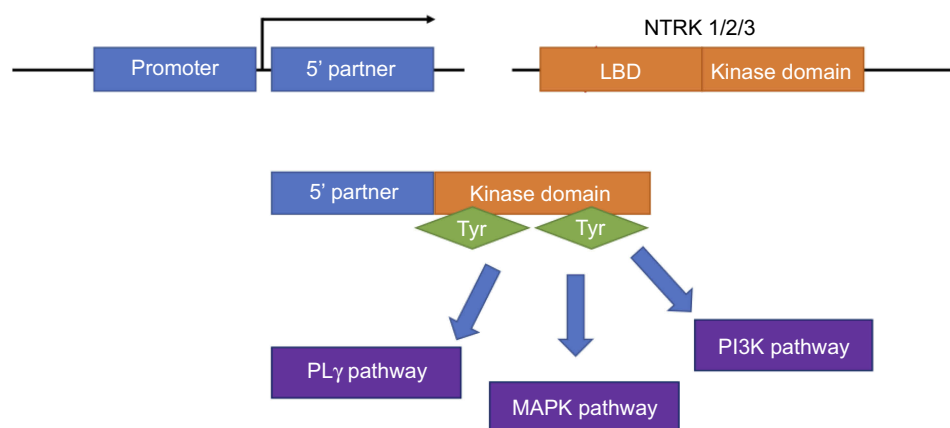 NTRK 1/2/3
Promoter
5’ partner
LBD
Kinase domain
5’ partner
Kinase domain
Tyr
Tyr
PLγ pathway
MAPK pathway
PI3K pathway